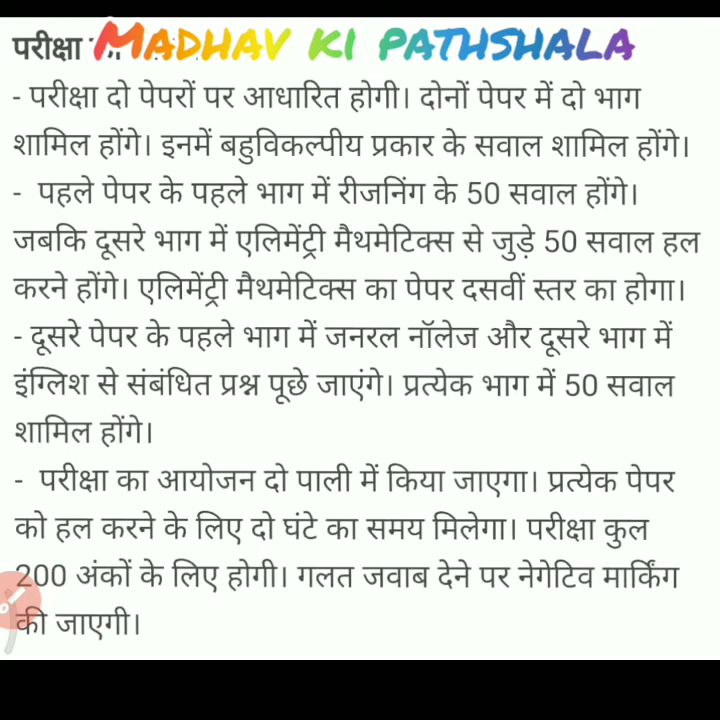 परीक्षा MADHAV KI PATHSHALA
- परीक्षा दो पेपरों पर आधारित होगी। दोनों पेपर में दो भाग
शामिल होंगे। इनमें बहुविकल्पीय प्रकार के सवाल शामिल होंगे।
- पहले पेपर के पहले भाग में रीजनिंग के 50 सवाल होंगे।
जबकि दूसरे भाग में एलिमेंट्री मैथमेटिक्स से जुड़े 50 सवाल हल
करने होंगे। एलिमेंट्री मैथमेटिक्स का पेपर दसवीं स्तर का होगा।
- दूसरे पेपर के पहले भाग में जनरल नॉलेज और दूसरे भाग में
इंग्लिश से संबंधित प्रश्न पूछे जाएंगे। प्रत्येक भाग में 50 सवाल
शामिल होंगे।
- परीक्षा का आयोजन दो पाली में किया जाएगा। प्रत्येक पेपर
को हल करने के लिए दो घंटे का समय मिलेगा। परीक्षा कुल
200 अंकों के लिए होगी। गलत जवाब देने पर नेगेटिव मार्किंग
की जाएगी।